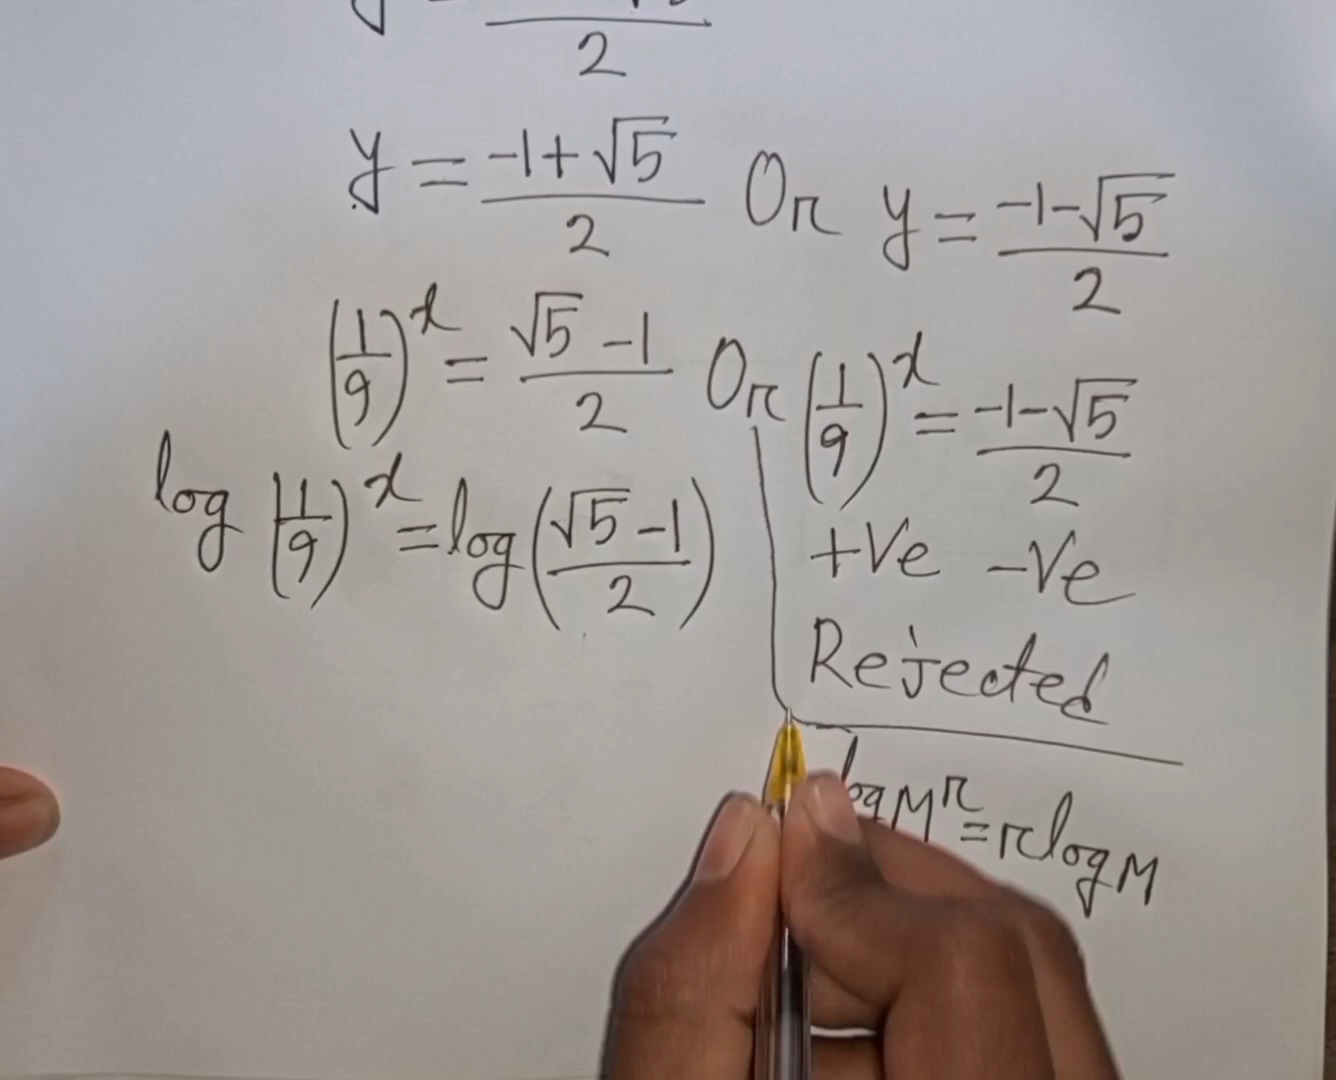 2
y = (-1+√5)/2 Or y = (-1-√5)/2
(1/9)^x = (√5 -1)/2 Or (1/9)^x = (-1-√5)/2
log (1/9)^x = log((√5-1)/2)
+Ve -Ve
Rejected
log M^r = r log M